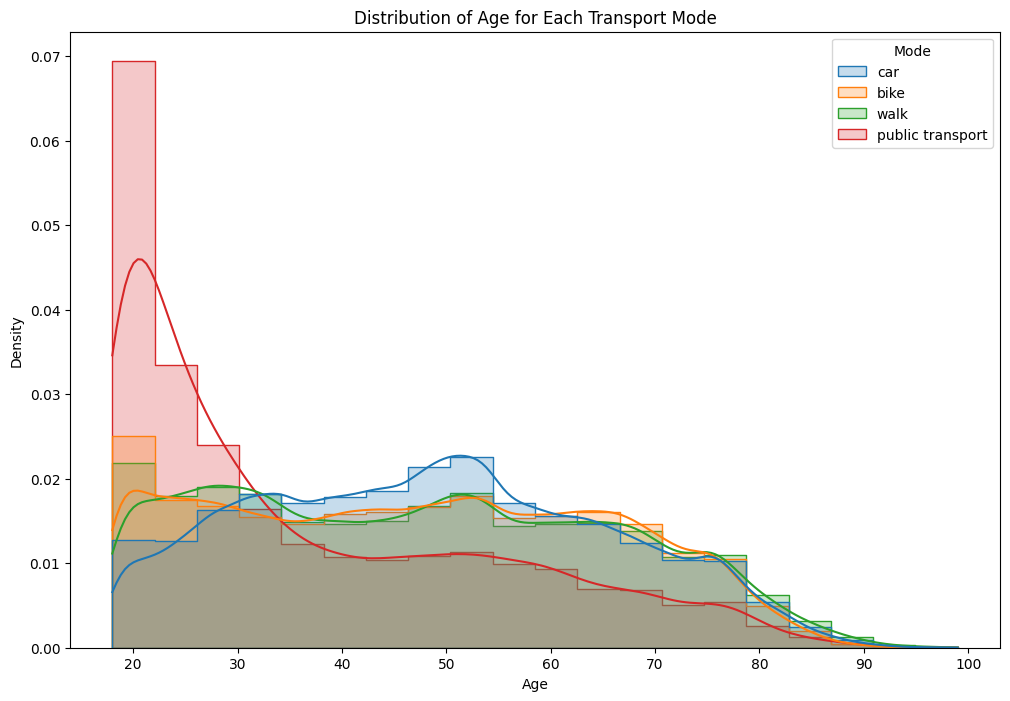 Distribution of Age for Each Transport Mode
Density
0.07
0.06
0.05
0.04
0.03
0.02
0.01
0.00
Mode
car
bike
walk
public transport
20 30 40 50 60 70 80 90 100
Age